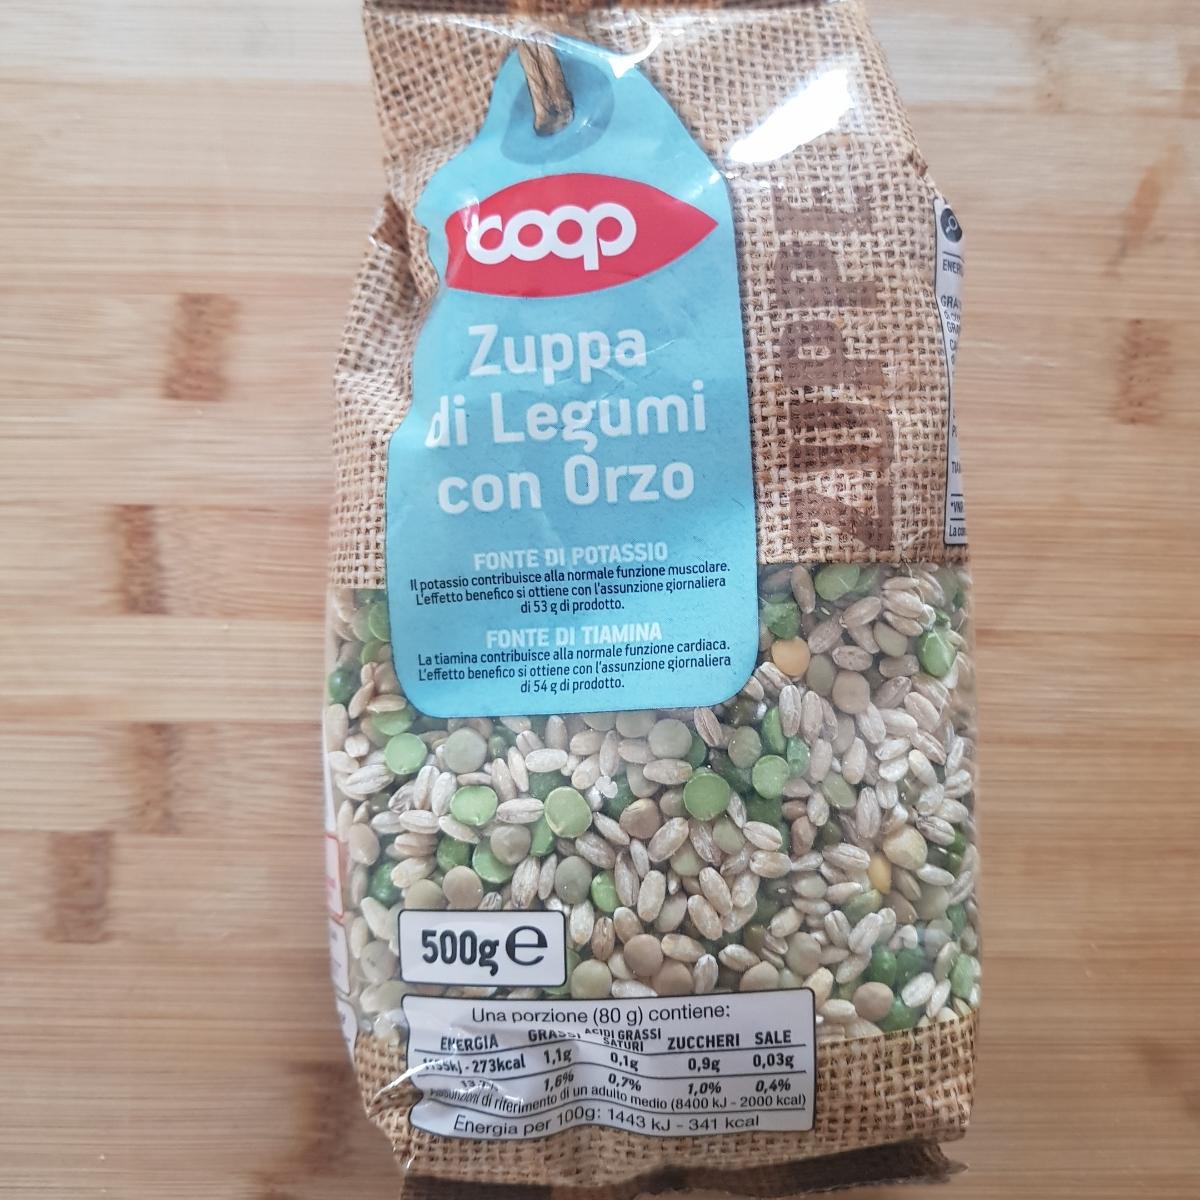 coop
Zuppa
di Legumi
con Orzo
FONTE DI POTASSIO
Il potassio contribuisce alla normale funzione muscolare.
L'effetto benefico si ottiene con l'assunzione giornaliera
di 53 g di prodotto.
FONTE DI TIAMINA
La tiamina contribuisce alla normale funzione cardiaca.
L'effetto benefico si ottiene con l'assunzione giornaliera
di 54 g di prodotto.
ZUPPE
500g e
Una porzione (80 g) contiene:
ENERGIA GRASSI ACIDI GRASSI SATURI ZUCCHERI SALE
273kcal 1,1g 0,1g 0,9g 0,03g
1,6% 0,7% 1,0% 0,4%
di riferimento di un adulto medio (8400 kJ - 2000 kcal)
Energia per 100g: 1443 kJ - 341 kcal